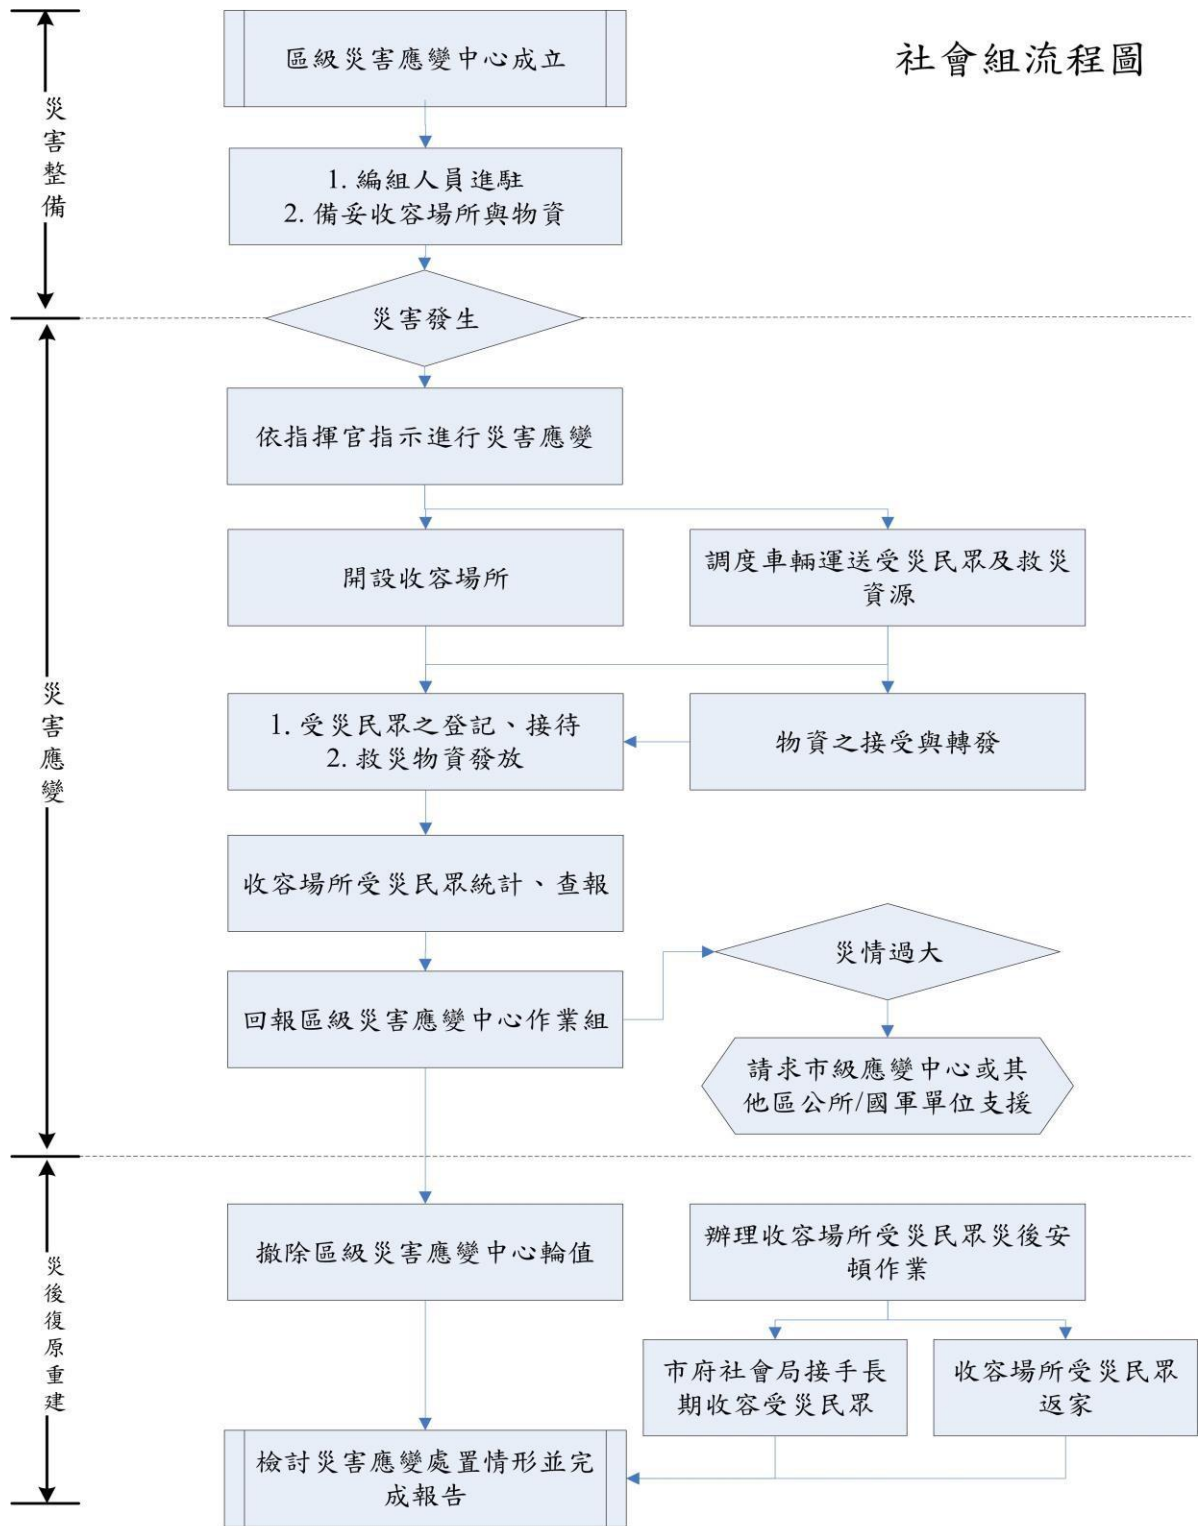 社會組流程圖
區級災害應變中心成立
災害整備
1. 編組人員進駐
2. 備妥收容場所與物資
災害發生
依指揮官指示進行災害應變
開設收容場所
調度車輛運送受災民眾及救災
資源
災害應變
1. 受災民眾之登記、接待
2. 救災物資發放
物資之接受與轉發
收容場所受災民眾統計、查報
災情過大
回報區級災害應變中心作業組
請求市級應變中心或其
他區公所/國軍單位支援
災後復原重建
撤除區級災害應變中心輪值
辦理收容場所受災民眾災後安
頓作業
市府社會局接手長
期收容受災民眾
收容場所受災民眾
返家
檢討災害應變處置情形並完
成報告